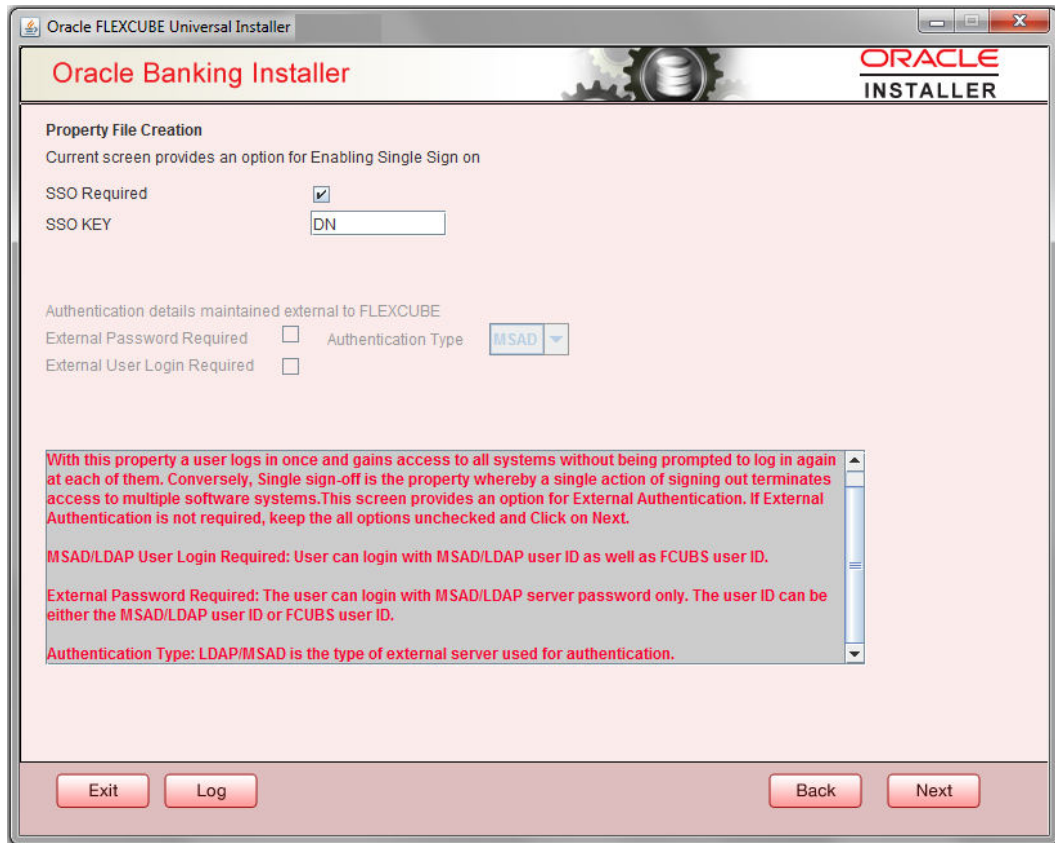 Oracle FLEXCUBE Universal Installer
Oracle Banking Installer
ORACLE
INSTALLER
Property File Creation
Current screen provides an option for Enabling Single Sign on
SSO Required
SSO KEY
DN
Authentication details maintained external to FLEXCUBE
External Password Required Authentication Type MSAD
External User Login Required
With this property a user logs in once and gains access to all systems without being prompted to log in again
at each of them. Conversely, Single sign-off is the property whereby a single action of signing out terminates
access to multiple software systems.This screen provides an option for External Authentication. If External
Authentication is not required, keep the all options unchecked and Click on Next.
MSAD/LDAP User Login Required: User can login with MSAD/LDAP user ID as well as FCUBS user ID.
External Password Required: The user can login with MSAD/LDAP server password only. The user ID can be
either the MSAD/LDAP user ID or FCUBS user ID.
Authentication Type: LDAP/MSAD is the type of external server used for authentication.
Exit Log Back Next